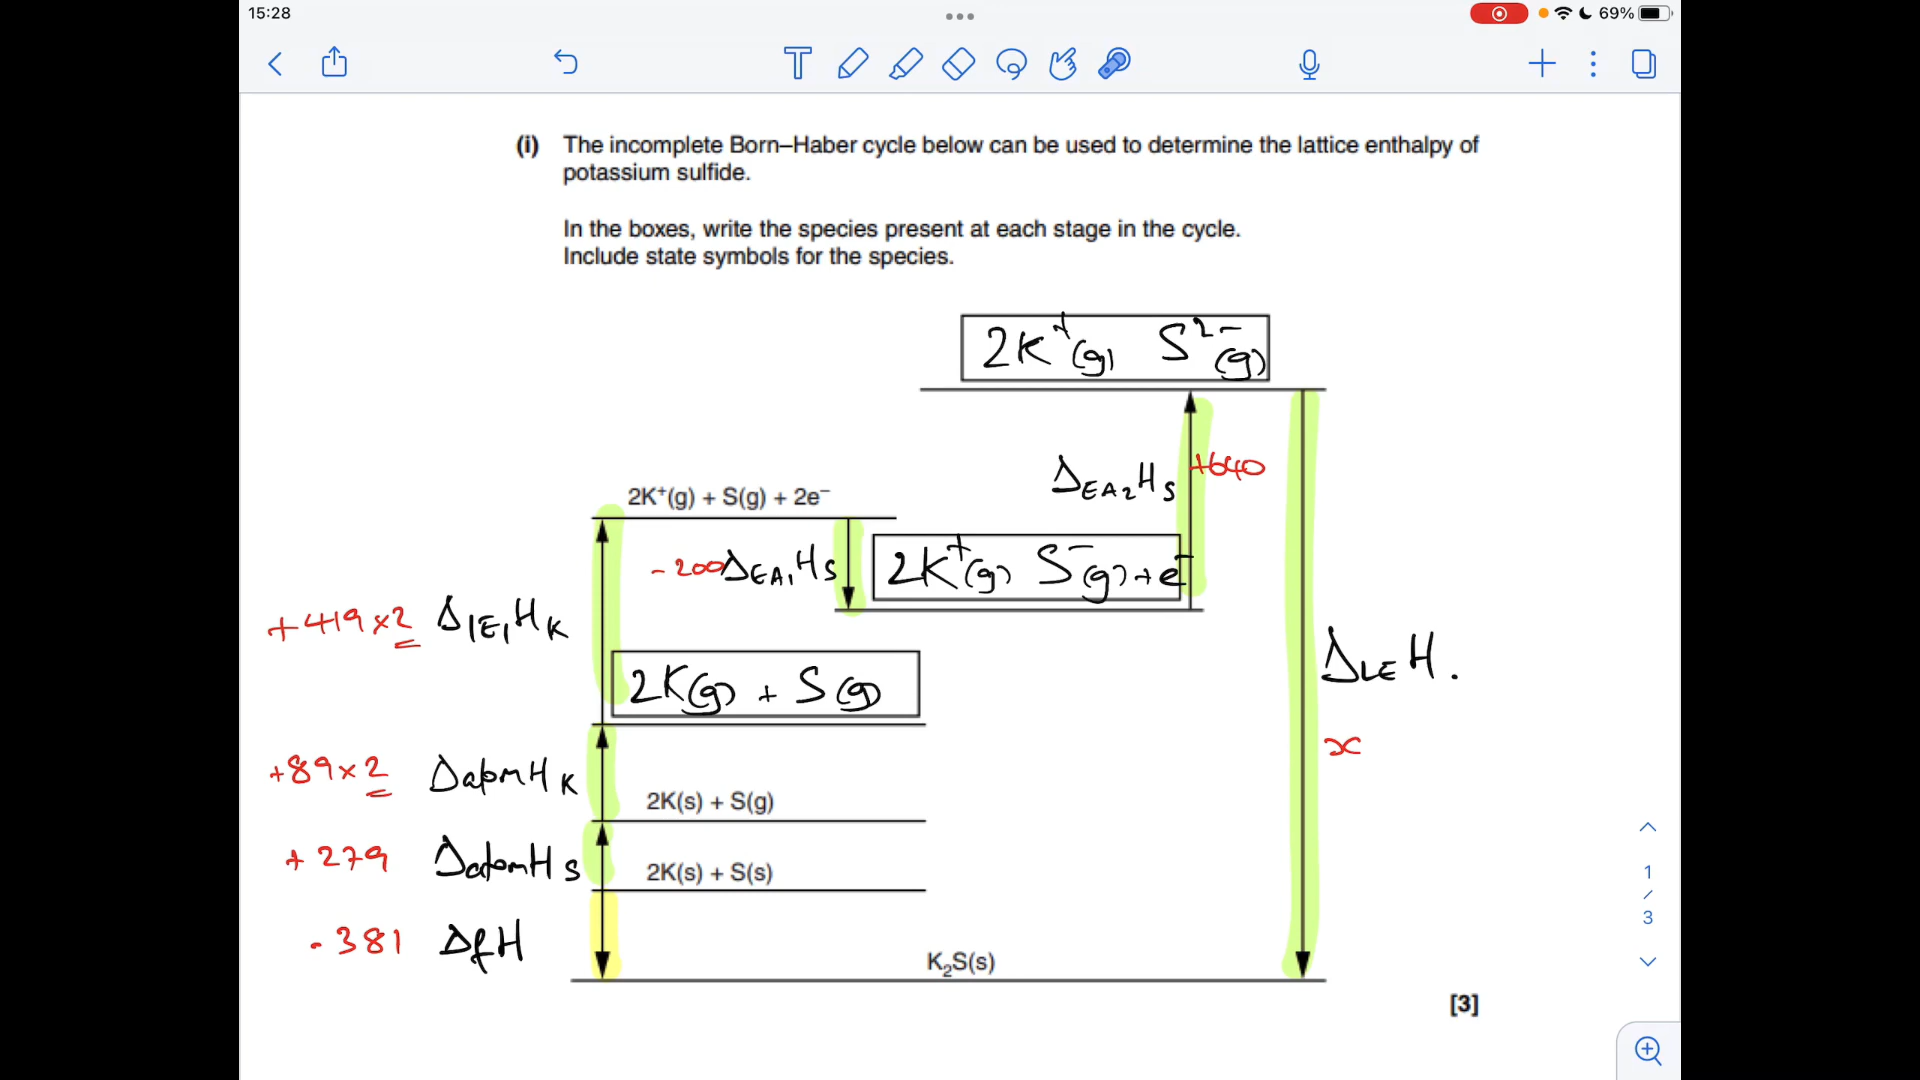 15:28
69%
(i) The incomplete Born–Haber cycle below can be used to determine the lattice enthalpy of
potassium sulfide.
In the boxes, write the species present at each stage in the cycle.
Include state symbols for the species.
2K⁺(g) S²⁻(g)
ΔEA₂HS +640
2K⁺(g) + S(g) + 2e⁻
-200 ΔEA₁HS
2K⁺(g) S⁻(g) + e⁻
+419×2 ΔIE₁HK
2K(g) + S(g)
ΔLEH.
x
+89×2 ΔatomHK
2K(s) + S(g)
+279 ΔatomHS
2K(s) + S(s)
-381 ΔfH
K₂S(s)
[3]
1
/
3